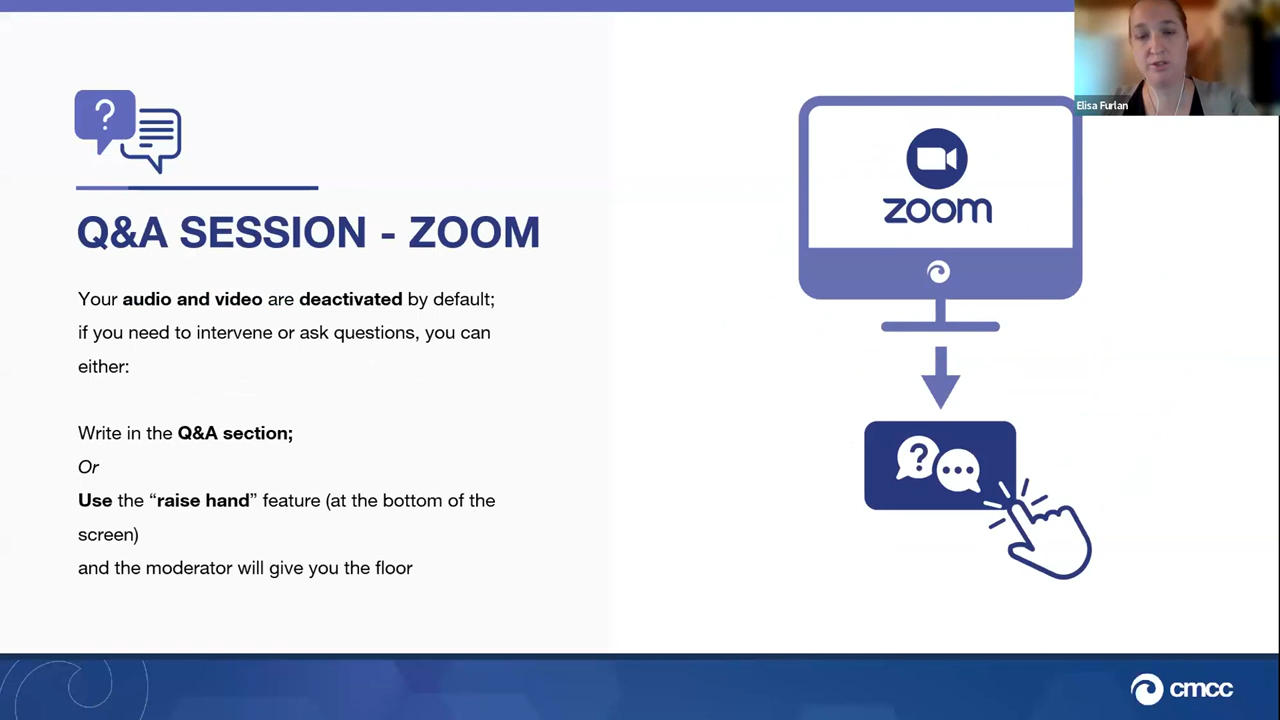 Elisa Furlan
zoom
Q&A SESSION - ZOOM
Your audio and video are deactivated by default;
if you need to intervene or ask questions, you can
either:
Write in the Q&A section;
Or
Use the “raise hand” feature (at the bottom of the
screen)
and the moderator will give you the floor
cmcc